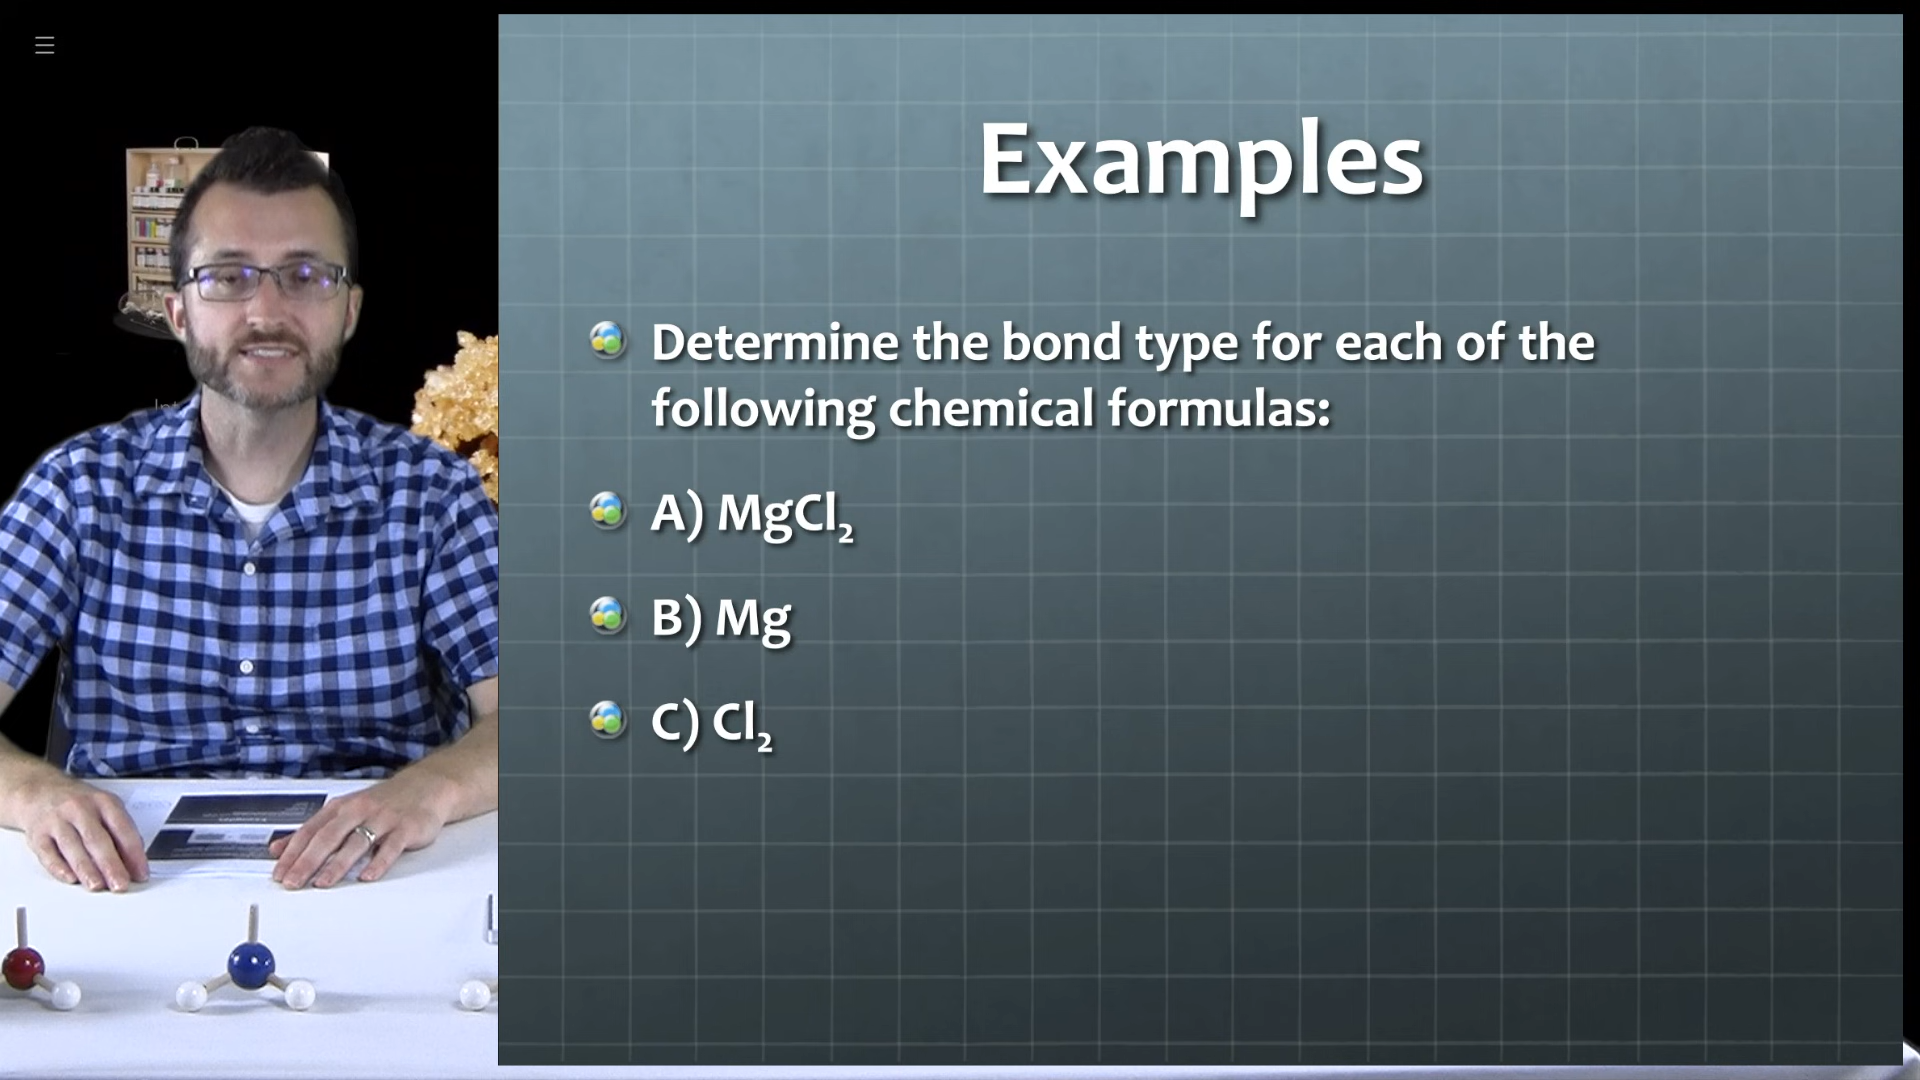 Examples
Determine the bond type for each of the
following chemical formulas:
A) MgCl₂
B) Mg
C) Cl₂